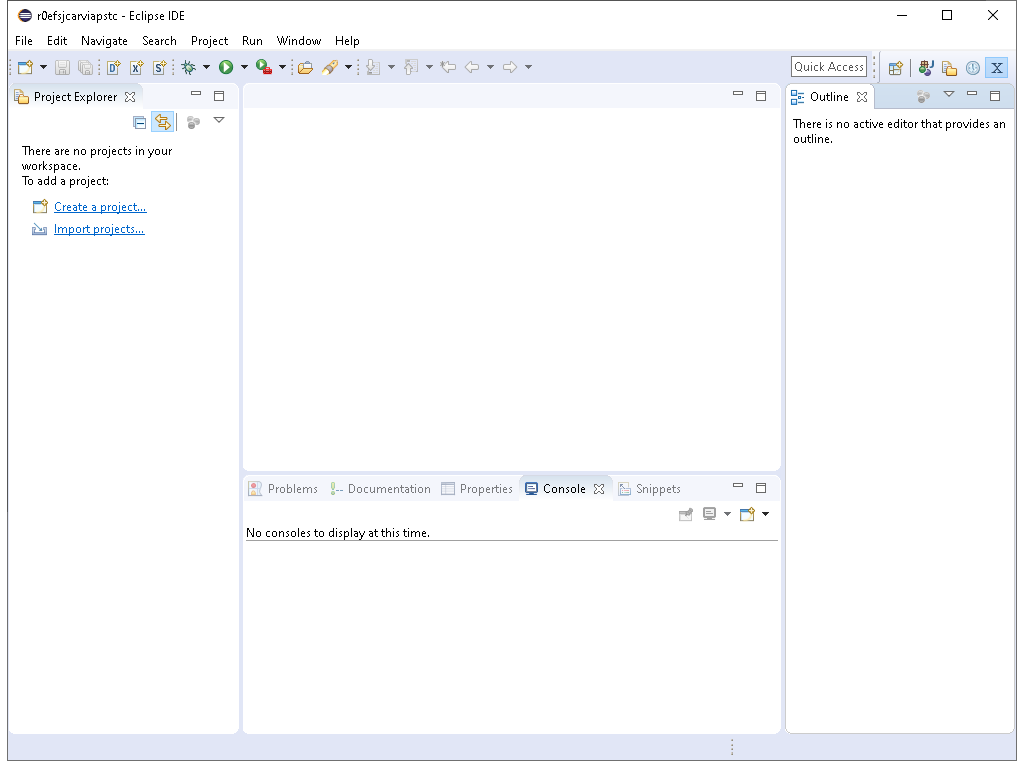 r0efsjcarviapstc - Eclipse IDE
File Edit Navigate Search Project Run Window Help
Quick Access
Project Explorer
Outline
There are no projects in your
workspace.
To add a project:
Create a project...
Import projects...
There is no active editor that provides an
outline.
Problems Documentation Properties Console Snippets
No consoles to display at this time.